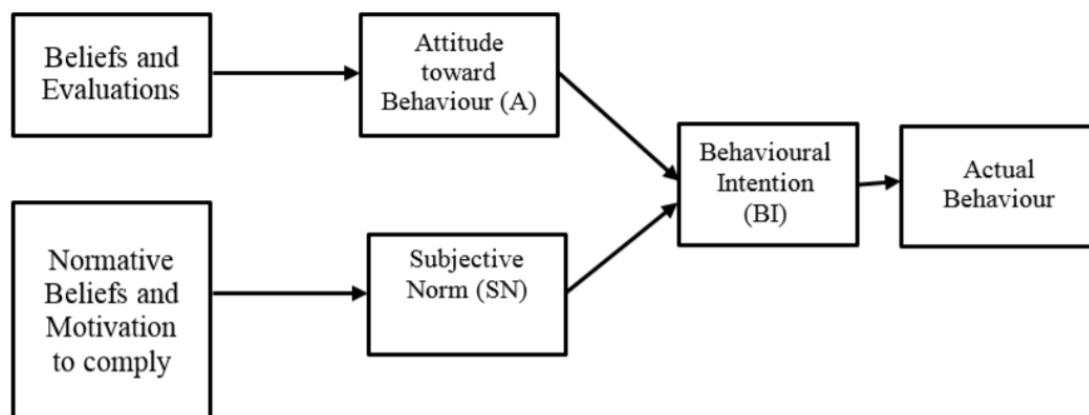 Beliefs and
Evaluations
Attitude
toward
Behaviour (A)
Normative
Beliefs and
Motivation
to comply
Subjective
Norm (SN)
Behavioural
Intention
(BI)
Actual
Behaviour